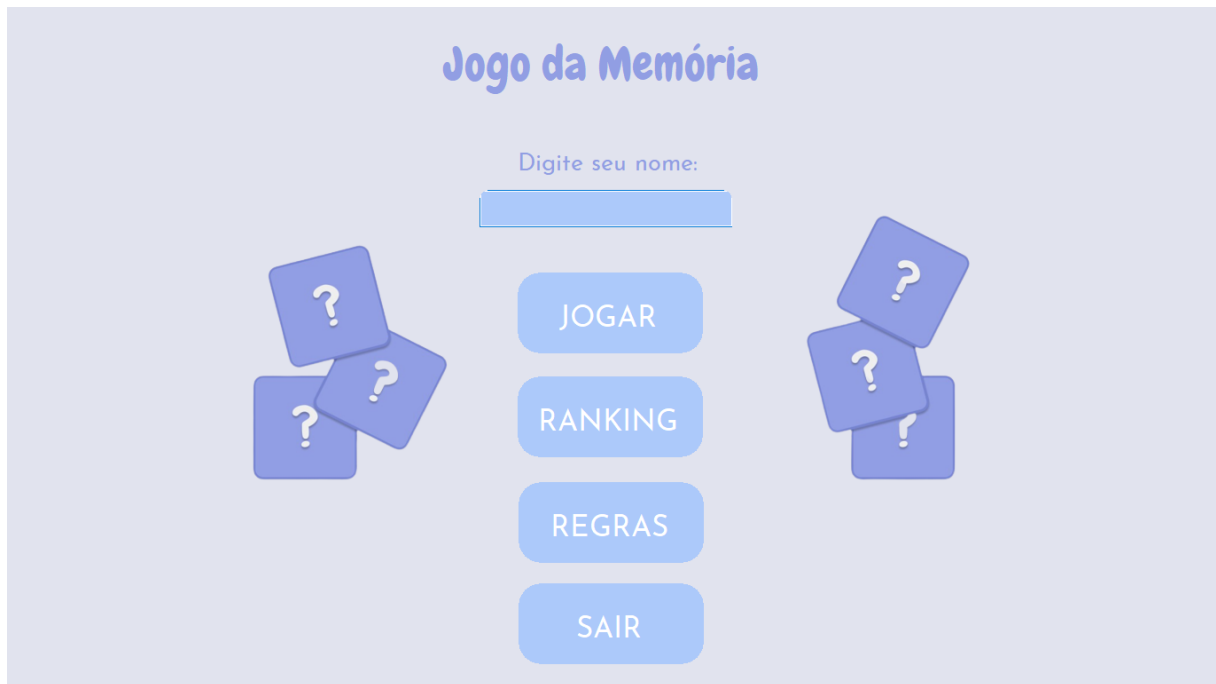 Jogo da Memória
Digite seu nome:
?
?
JOGAR
?
?
RANKING
?
?
REGRAS
SAIR